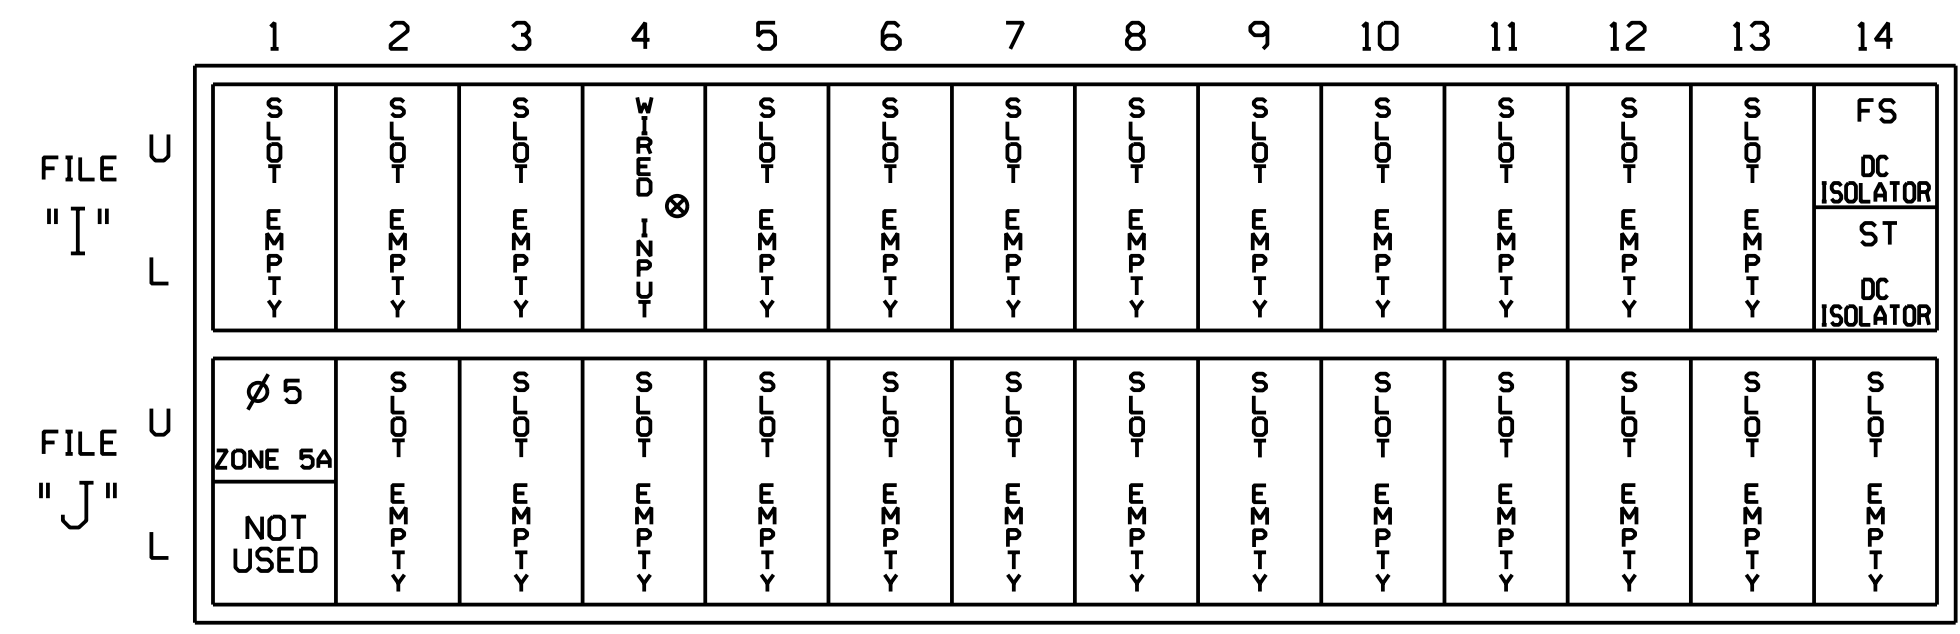 1 2 3 4 5 6 7 8 9 10 11 12 13 14
FILE
"I"
U
L
SLOT EMPTY
SLOT EMPTY
SLOT EMPTY
WIRED INPUT ⊗
SLOT EMPTY
SLOT EMPTY
SLOT EMPTY
SLOT EMPTY
SLOT EMPTY
SLOT EMPTY
SLOT EMPTY
SLOT EMPTY
SLOT EMPTY
FS
DC
ISOLATOR
ST
DC
ISOLATOR
FILE
"J"
U
L
Ø 5
ZONE 5A
NOT
USED
SLOT EMPTY
SLOT EMPTY
SLOT EMPTY
SLOT EMPTY
SLOT EMPTY
SLOT EMPTY
SLOT EMPTY
SLOT EMPTY
SLOT EMPTY
SLOT EMPTY
SLOT EMPTY
SLOT EMPTY
SLOT EMPTY